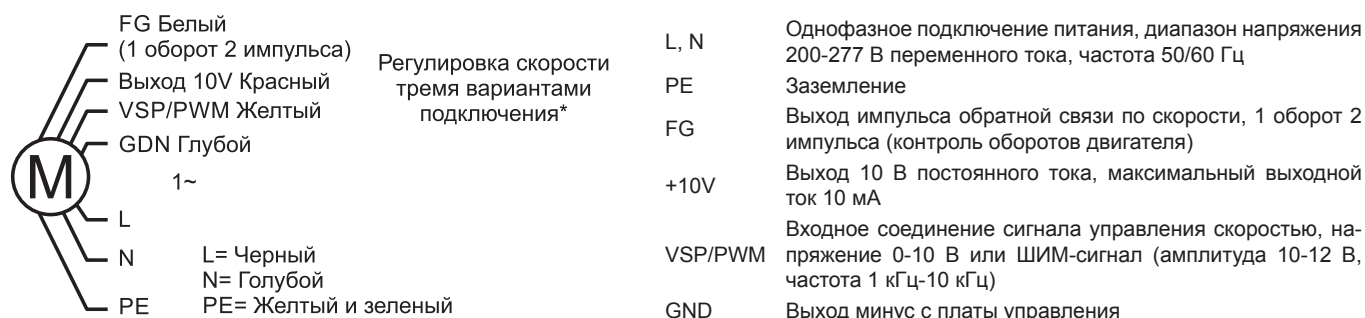 FG Белый
(1 оборот 2 импульса)
Выход 10V Красный
VSP/PWM Желтый
GDN Глубой
Регулировка скорости
тремя вариантами
подключения*
M
1~
L
N
PE
L= Черный
N= Голубой
PE= Желтый и зеленый
L, N
Однофазное подключение питания, диапазон напряжения
200-277 В переменного тока, частота 50/60 Гц
PE
Заземление
FG
Выход импульса обратной связи по скорости, 1 оборот 2
импульса (контроль оборотов двигателя)
+10V
Выход 10 В постоянного тока, максимальный выходной
ток 10 мА
VSP/PWM
Входное соединение сигнала управления скоростью, на-
пряжение 0-10 В или ШИМ-сигнал (амплитуда 10-12 В,
частота 1 кГц-10 кГц)
GND
Выход минус с платы управления